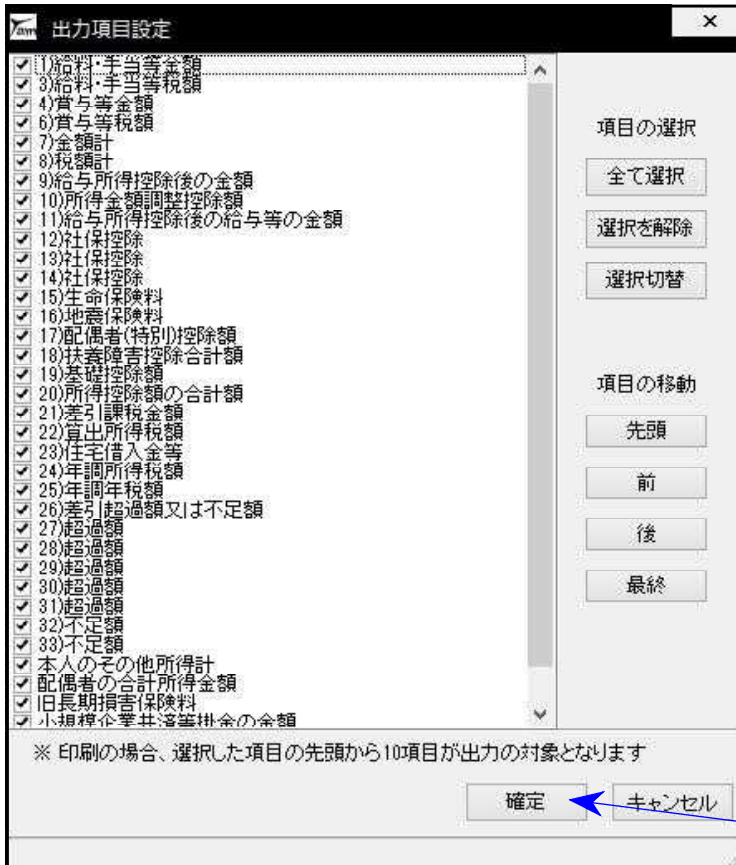 出力項目設定
1)給料・手当等金額
3)給料・手当等税額
4)賞与等金額
6)賞与等税額
7)金額計
8)税額計
9)給与所得控除後の金額
10)所得金額調整控除額
11)給与所得控除後の給与等の金額
12)社保控除
13)社保控除
14)社保控除
15)生命保険料
16)地震保険料
17)配偶者(特別)控除額
18)扶養障害控除合計額
19)基礎控除額
20)所得控除額の合計額
21)差引課税金額
22)算出所得税額
23)住宅借入金等
24)年調所得税額
25)年調年税額
26)差引超過額又は不足額
27)超過額
28)超過額
29)超過額
30)超過額
31)超過額
32)不足額
33)不足額
本人のその他所得計
配偶者の合計所得金額
旧長期損害保険料
小規模企業共済等掛金の金額
項目の選択
全て選択
選択を解除
選択切替
項目の移動
先頭
前
後
最終
※ 印刷の場合、選択した項目の先頭から10項目が出力の対象となります
確定
キャンセル